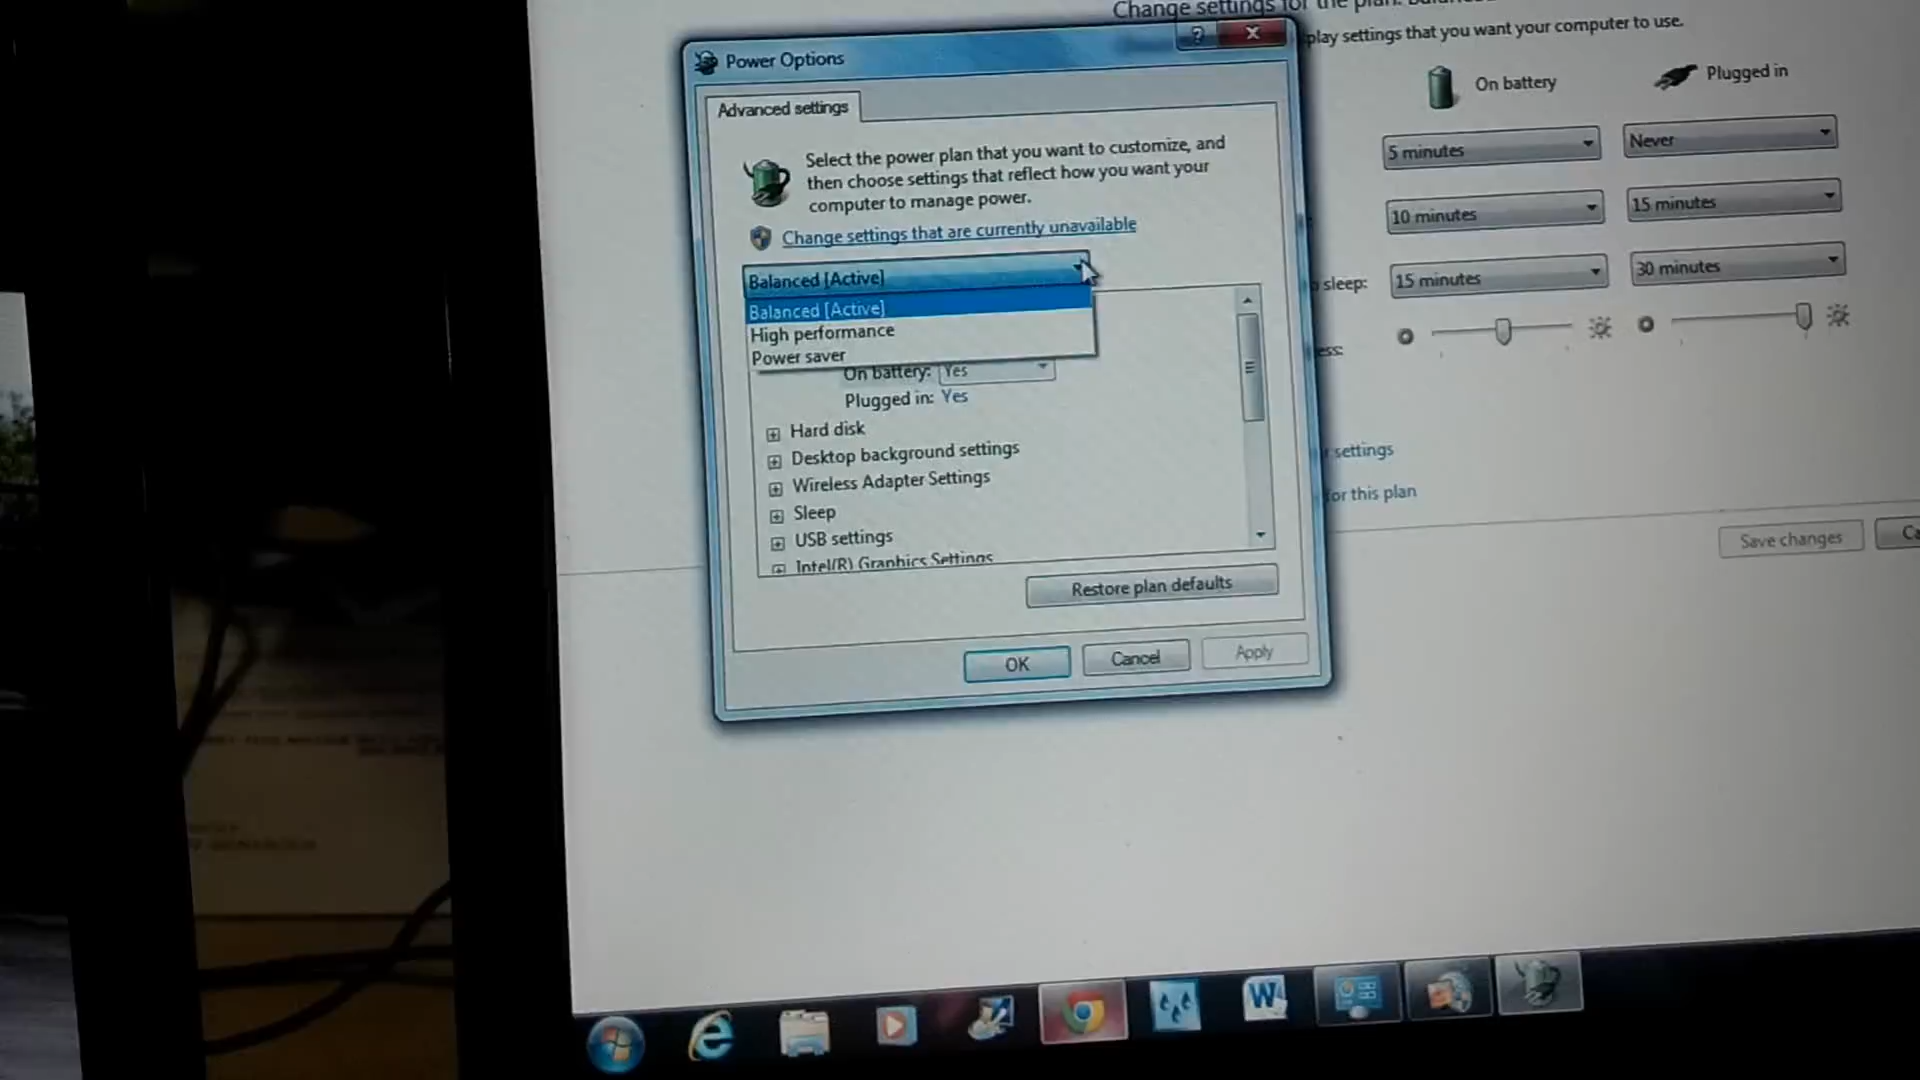 Change settings for the plan:
play settings that you want your computer to use.
Power Options
?
On battery
Plugged in
Advanced settings
Select the power plan that you want to customize, and
then choose settings that reflect how you want your
computer to manage power.
Change settings that are currently unavailable
5 minutes
Never
10 minutes
15 minutes
sleep:
15 minutes
30 minutes
Balanced [Active]
Balanced [Active]
High performance
Power saver
On battery: Yes
Plugged in: Yes
Hard disk
Desktop background settings
Wireless Adapter Settings
Sleep
USB settings
Intel(R) Graphics Settings
settings
for this plan
Restore plan defaults
Save changes
OK
Cancel
Apply
W